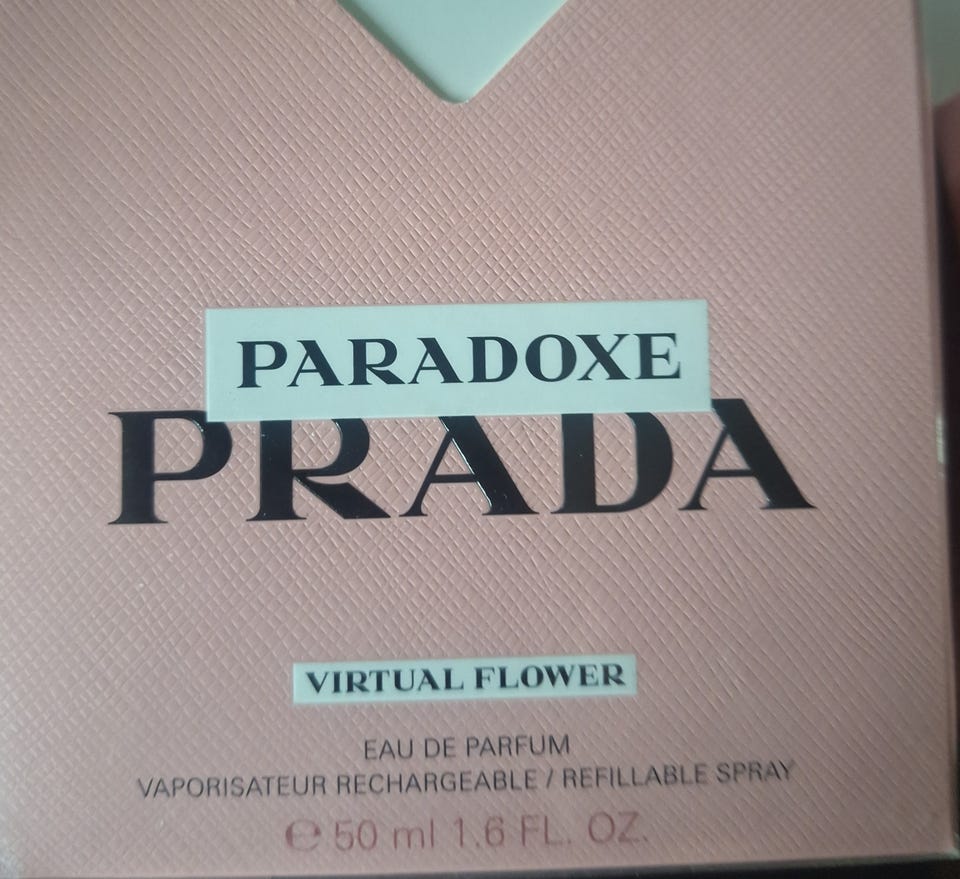 PARADOXE
PRADA
VIRTUAL FLOWER
EAU DE PARFUM
VAPORISATEUR RECHARGEABLE / REFILLABLE SPRAY
℮ 50 ml 1.6 FL. OZ.